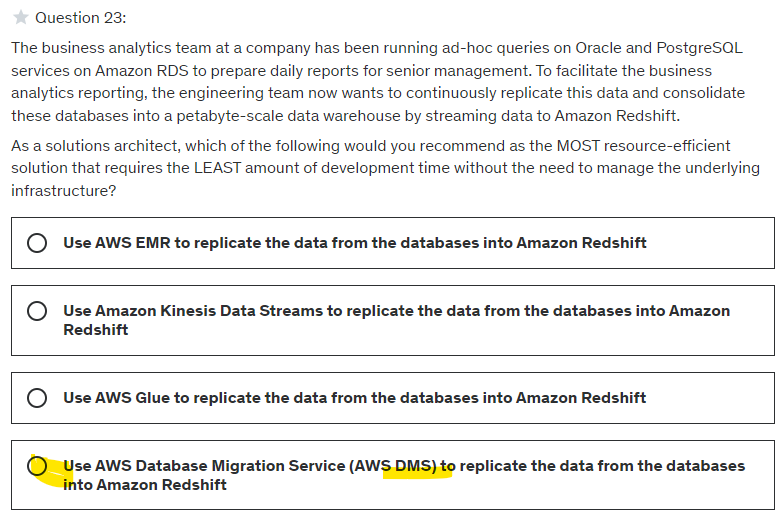 Question 23:
The business analytics team at a company has been running ad-hoc queries on Oracle and PostgreSQL
services on Amazon RDS to prepare daily reports for senior management. To facilitate the business
analytics reporting, the engineering team now wants to continuously replicate this data and consolidate
these databases into a petabyte-scale data warehouse by streaming data to Amazon Redshift.
As a solutions architect, which of the following would you recommend as the MOST resource-efficient
solution that requires the LEAST amount of development time without the need to manage the underlying
infrastructure?
Use AWS EMR to replicate the data from the databases into Amazon Redshift
Use Amazon Kinesis Data Streams to replicate the data from the databases into Amazon
Redshift
Use AWS Glue to replicate the data from the databases into Amazon Redshift
Use AWS Database Migration Service (AWS DMS) to replicate the data from the databases
into Amazon Redshift